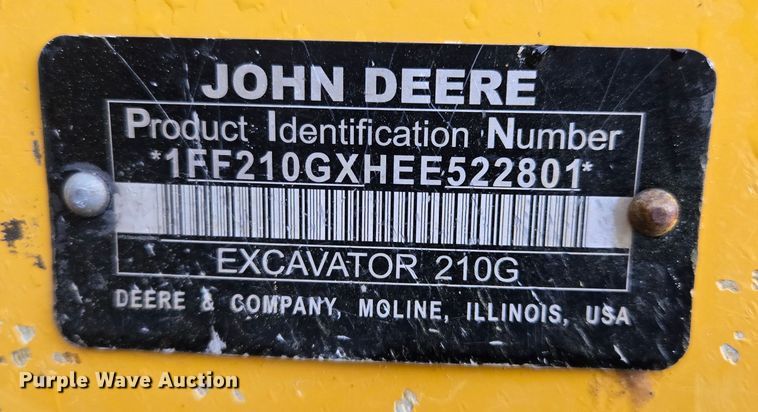 JOHN DEERE
Product Identification Number
*1FF210GXHEE522801*
EXCAVATOR 210G
DEERE & COMPANY, MOLINE, ILLINOIS, USA
Purple Wave Auction